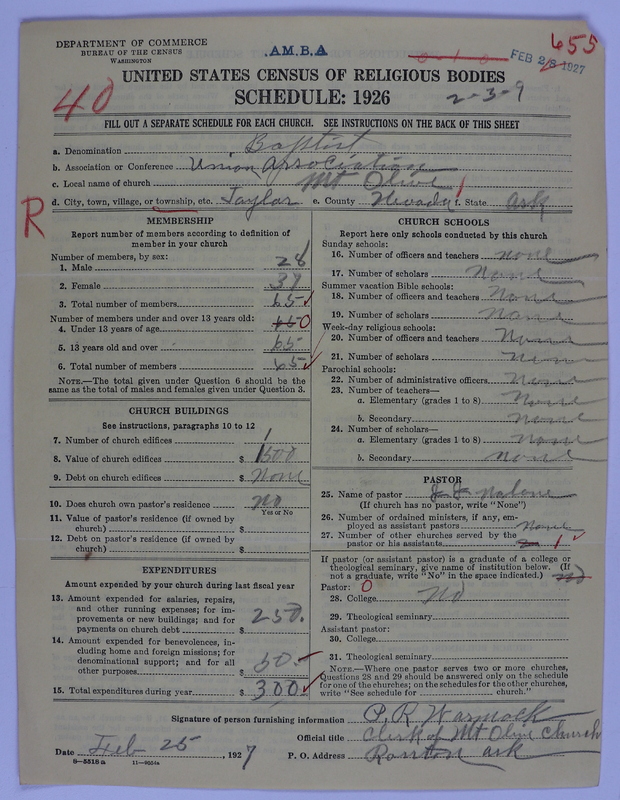 DEPARTMENT OF COMMERCE
BUREAU OF THE CENSUS
WASHINGTON
.A.M.B.A
655
FEB 28 1927
UNITED STATES CENSUS OF RELIGIOUS BODIES
SCHEDULE: 1926
40
2-3-9
FILL OUT A SEPARATE SCHEDULE FOR EACH CHURCH. SEE INSTRUCTIONS ON THE BACK OF THIS SHEET
a. Denomination Baptist
b. Association or Conference Union Association
c. Local name of church Mt Olive
d. City, town, village, or township, etc. Taylor e. County Nevada f. State Ark
R
MEMBERSHIP
Report number of members according to definition of
member in your church
Number of members, by sex:
1. Male 28
2. Female 37
3. Total number of members 65
Number of members under and over 13 years old:
4. Under 13 years of age 0
5. 13 years old and over 65
6. Total number of members 65
NOTE.—The total given under Question 6 should be the
same as the total of males and females given under Question 3.
CHURCH BUILDINGS
See instructions, paragraphs 10 to 12
7. Number of church edifices 1
8. Value of church edifices $ 1500
9. Debt on church edifices $ None
10. Does church own pastor's residence No
Yes or No
11. Value of pastor's residence (if owned by
church) $
12. Debt on pastor's residence (if owned by
church) $
EXPENDITURES
Amount expended by your church during last fiscal year
13. Amount expended for salaries, repairs,
and other running expenses; for im-
provements or new buildings; and for
payments on church debt $ 250.
14. Amount expended for benevolences, in-
cluding home and foreign missions; for
denominational support; and for all
other purposes $ 50.
15. Total expenditures during year $ 300
CHURCH SCHOOLS
Report here only schools conducted by this church
Sunday schools:
16. Number of officers and teachers none
17. Number of scholars None
Summer vacation Bible schools:
18. Number of officers and teachers None
19. Number of scholars None
Week-day religious schools:
20. Number of officers and teachers None
21. Number of scholars None
Parochial schools:
22. Number of administrative officers None
23. Number of teachers—
a. Elementary (grades 1 to 8) None
b. Secondary None
24. Number of scholars—
a. Elementary (grades 1 to 8) None
b. Secondary None
PASTOR
25. Name of pastor J J Malone
(If church has no pastor, write "None")
26. Number of ordained ministers, if any, em-
ployed as assistant pastors None
27. Number of other churches served by the
pastor or his assistants 1
If pastor (or assistant pastor) is a graduate of a college or
theological seminary, give name of institution below. (If
not a graduate, write "No" in the space indicated.) No
Pastor: 0
28. College No
29. Theological seminary
Assistant pastor:
30. College
31. Theological seminary
NOTE.—Where one pastor serves two or more churches,
Questions 28 and 29 should be answered only on the schedule
for one of the churches; on the schedules for the other churches,
write "See schedule for church."
Signature of person furnishing information P. R. Warmock
Official title Clerk of Mt Olive Church
Date Feb 25, 1927 P. O. Address Ark
8—5518a 11—9064a